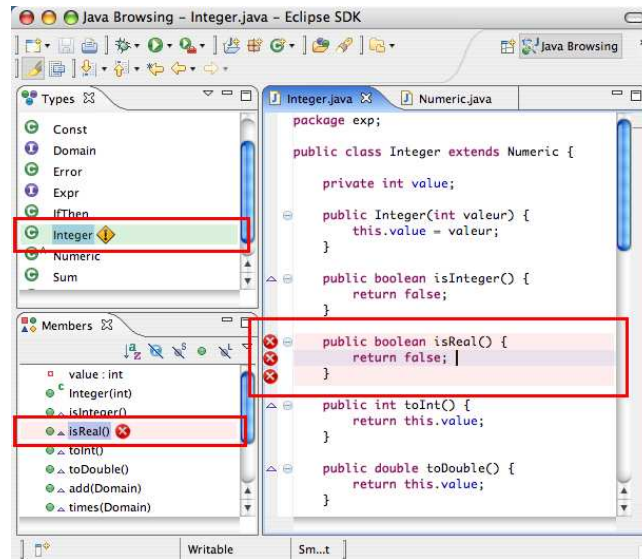 Java Browsing - Integer.java - Eclipse SDK
Java Browsing
Types
Const
Domain
Error
Expr
IfThen
Integer
Numeric
Sum
Members
value : int
Integer(int)
isInteger()
isReal()
toInt()
toDouble()
add(Domain)
times(Domain)
Integer.java
Numeric.java
package exp;
public class Integer extends Numeric {
private int value;
public Integer(int valeur) {
this.value = valeur;
}
public boolean isInteger() {
return false;
}
public boolean isReal() {
return false;
}
public int toInt() {
return this.value;
}
public double toDouble() {
return this.value;
}
Writable
Sm...t